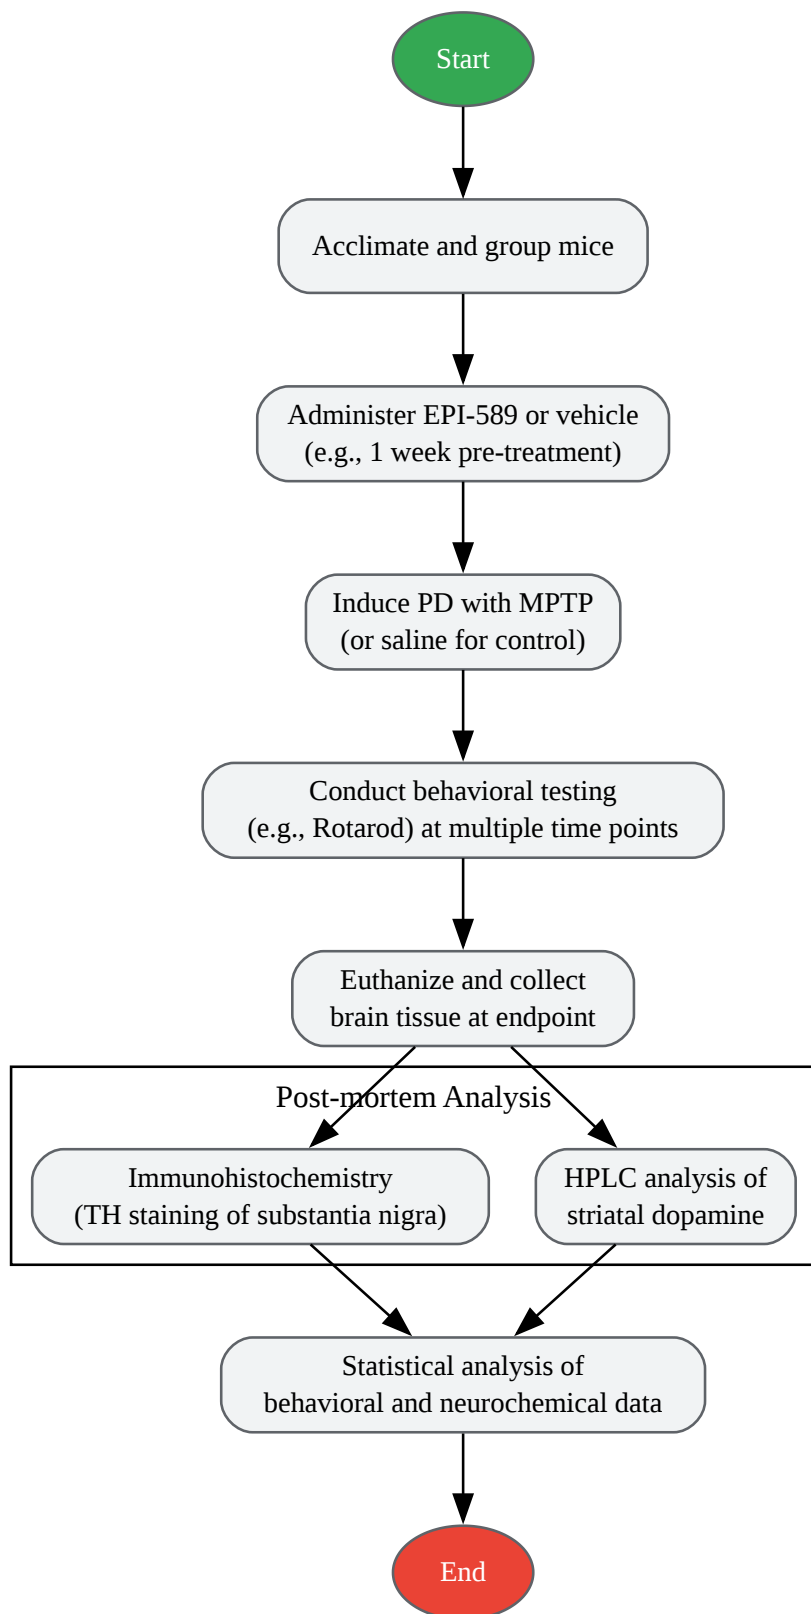 Start
Acclimate and group mice
Administer EPI-589 or vehicle
(e.g., 1 week pre-treatment)
Induce PD with MPTP
(or saline for control)
Conduct behavioral testing
(e.g., Rotarod) at multiple time points
Euthanize and collect
brain tissue at endpoint
Post-mortem Analysis
Immunohistochemistry
(TH staining of substantia nigra)
HPLC analysis of
striatal dopamine
Statistical analysis of
behavioral and neurochemical data
End